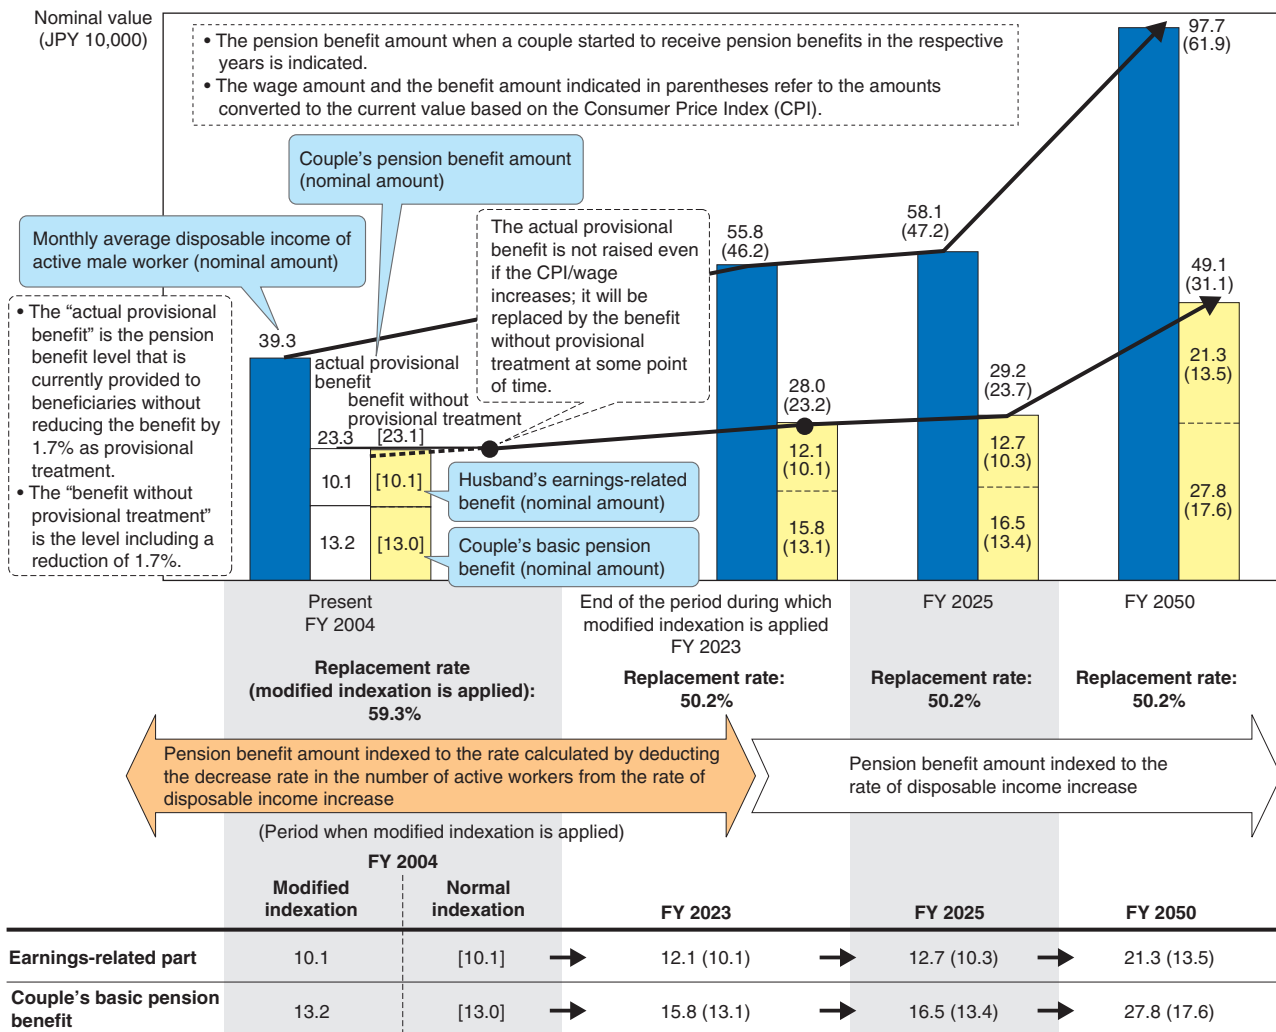 Nominal value
(JPY 10,000)
• The pension benefit amount when a couple started to receive pension benefits in the respective
years is indicated.
• The wage amount and the benefit amount indicated in parentheses refer to the amounts
converted to the current value based on the Consumer Price Index (CPI).
97.7
(61.9)
Couple's pension benefit amount
(nominal amount)
Monthly average disposable income of
active male worker (nominal amount)
The actual provisional
benefit is not raised even
if the CPI/wage
increases; it will be
replaced by the benefit
without provisional
treatment at some point
of time.
55.8
(46.2)
58.1
(47.2)
49.1
(31.1)
• The “actual provisional
benefit” is the pension
benefit level that is
currently provided to
beneficiaries without
reducing the benefit by
1.7% as provisional
treatment.
• The “benefit without
provisional treatment”
is the level including a
reduction of 1.7%.
39.3
actual provisional
benefit
benefit without
provisional treatment
23.3
[23.1]
10.1
[10.1]
13.2
[13.0]
Husband's earnings-related
benefit (nominal amount)
Couple's basic pension
benefit (nominal amount)
28.0
(23.2)
12.1
(10.1)
15.8
(13.1)
29.2
(23.7)
12.7
(10.3)
16.5
(13.4)
21.3
(13.5)
27.8
(17.6)
Present
FY 2004
End of the period during which
modified indexation is applied
FY 2023
FY 2025
FY 2050
Replacement rate
(modified indexation is applied):
59.3%
Replacement rate:
50.2%
Replacement rate:
50.2%
Replacement rate:
50.2%
Pension benefit amount indexed to the rate calculated by deducting
the decrease rate in the number of active workers from the rate of
disposable income increase
Pension benefit amount indexed to the
rate of disposable income increase
(Period when modified indexation is applied)
FY 2004
Modified
indexation
Normal
indexation
FY 2023
FY 2025
FY 2050
Earnings-related part
10.1
[10.1]
12.1 (10.1)
12.7 (10.3)
21.3 (13.5)
Couple's basic pension
benefit
13.2
[13.0]
15.8 (13.1)
16.5 (13.4)
27.8 (17.6)